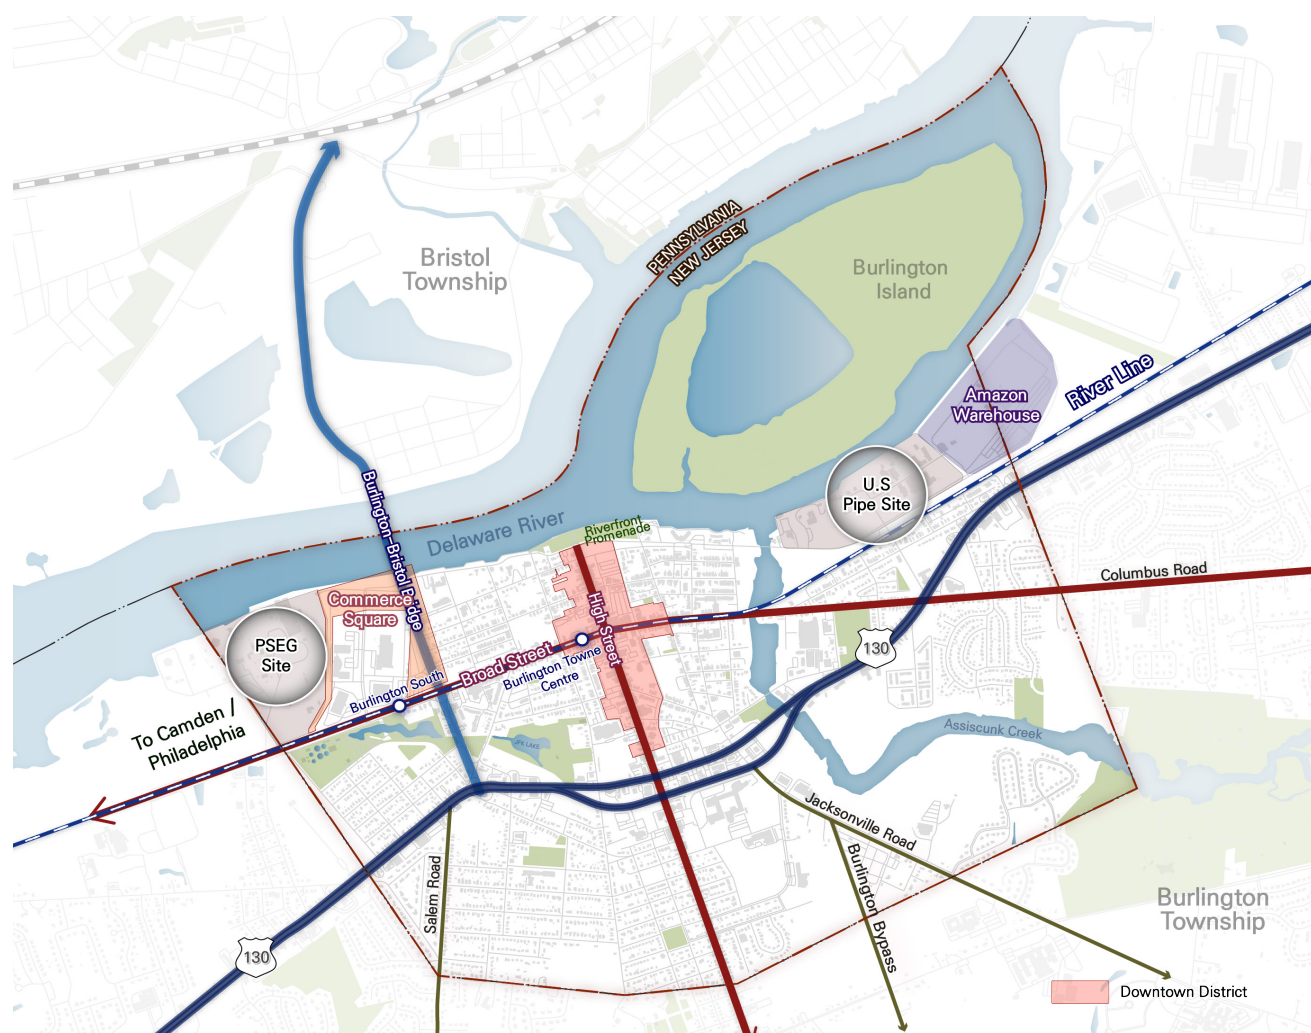 PENNSYLVANIA
NEW JERSEY
Bristol
Township
Burlington
Island
River Line
Amazon
Warehouse
U.S
Pipe Site
Burlington-Bristol Bridge
Delaware River
Riverfront
Promenade
Columbus Road
Commerce
Square
High Street
PSEG
Site
130
Broad Street
Burlington Towne
Centre
Burlington South
To Camden /
Philadelphia
JFK LAKE
Assiscunk Creek
Jacksonville Road
Burlington Bypass
Salem Road
Burlington
Township
130
Downtown District